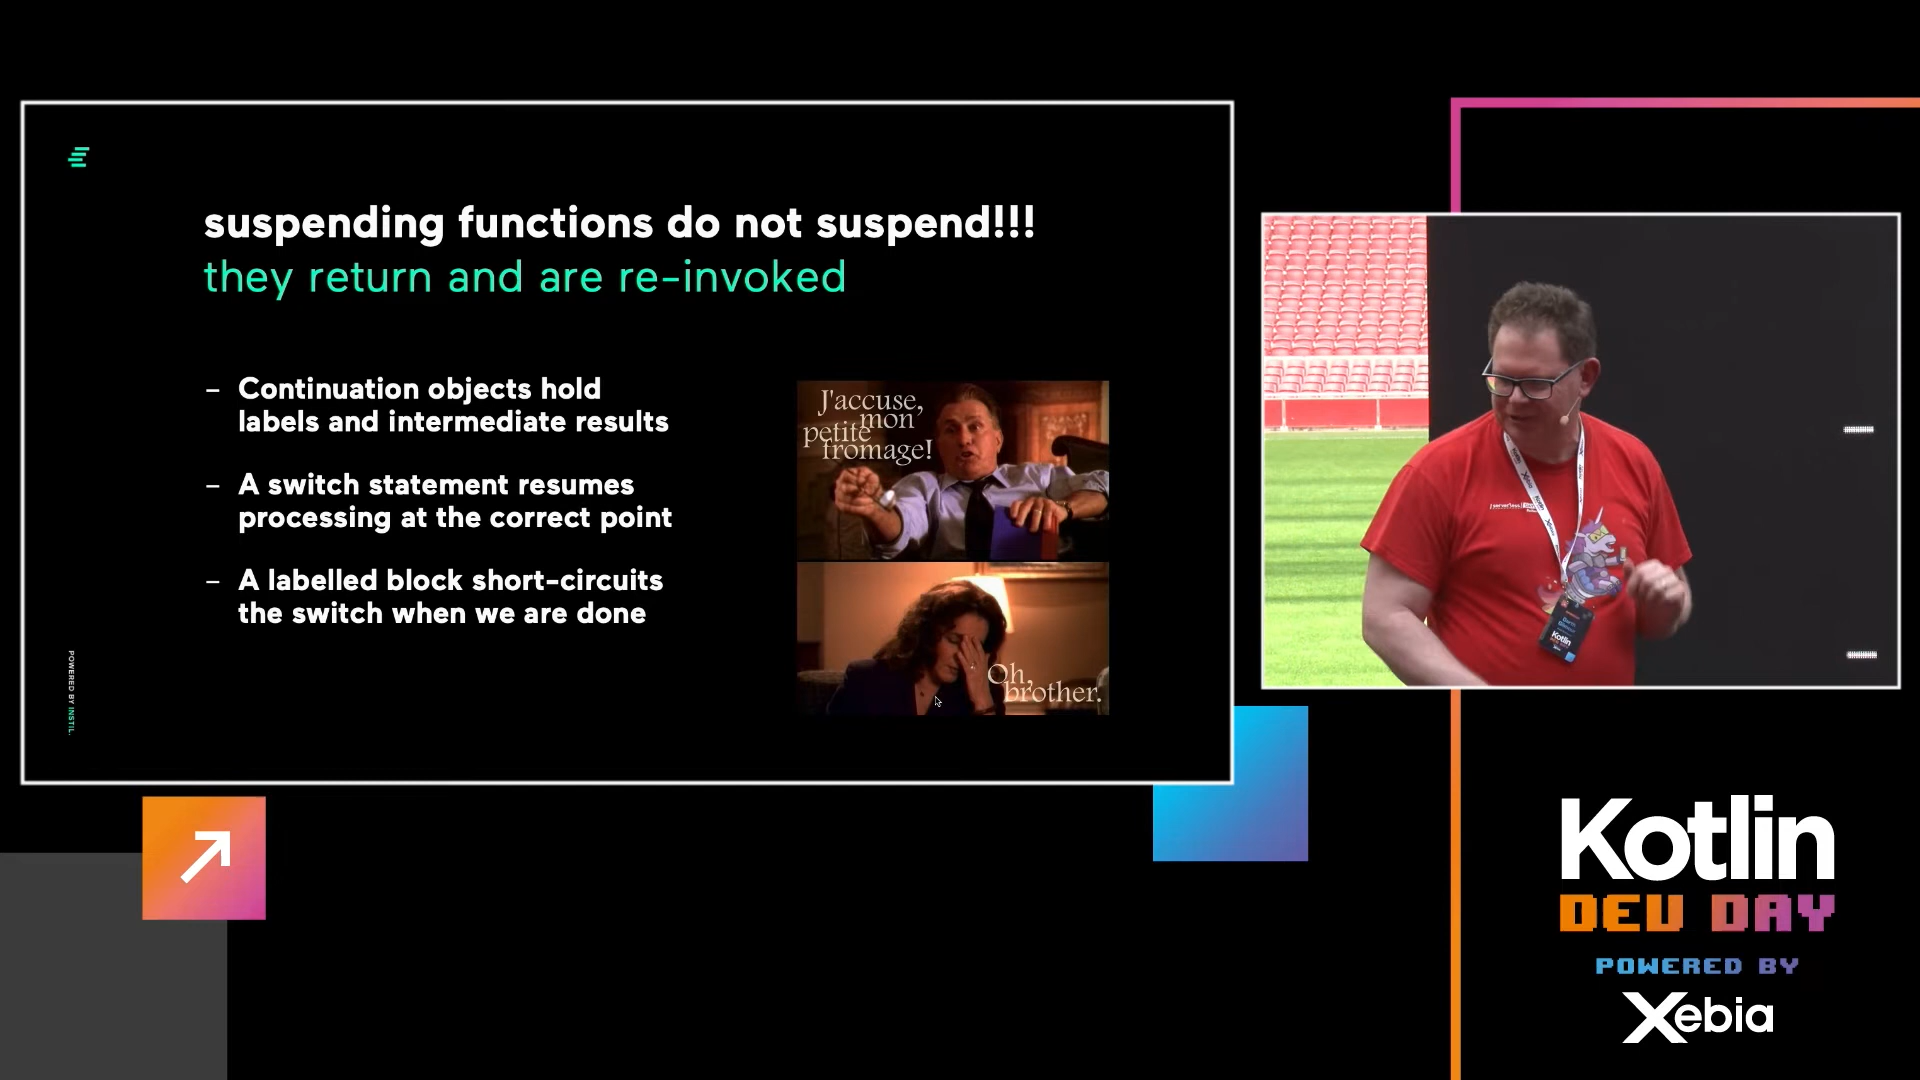 suspending functions do not suspend!!!
they return and are re-invoked
– Continuation objects hold
labels and intermediate results
– A switch statement resumes
processing at the correct point
– A labelled block short-circuits
the switch when we are done
J'accuse,
mon
petite
fromage!
Oh,
brother.
POWERED BY INSTIL.
Kotlin
Kotlin
DEV DAY
POWERED BY
Xebia